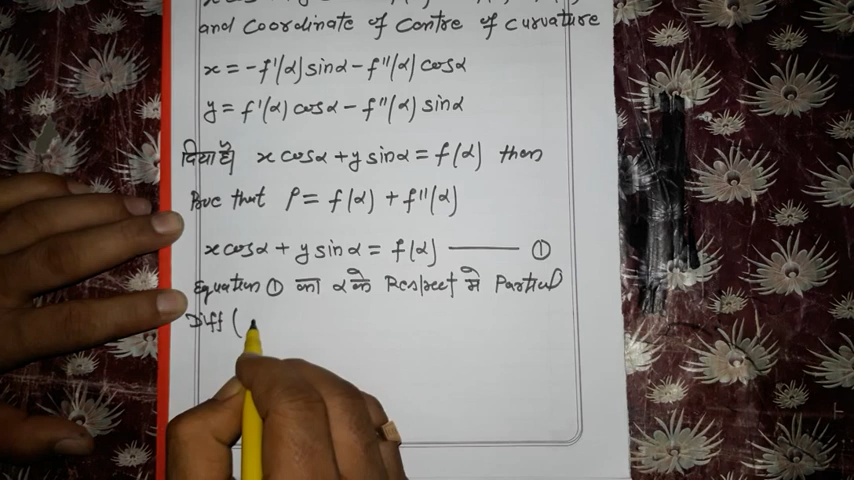 and Coordinate of Centre of curvature
x = -f'(α) sinα - f''(α) cosα
y = f'(α) cosα - f''(α) sinα
दिया है। x cosα + y sinα = f(α) then
Prove that ρ = f(α) + f''(α)
x cosα + y sinα = f(α) ——— ①
Equation ① का α के Respect मे Partial
Diff (